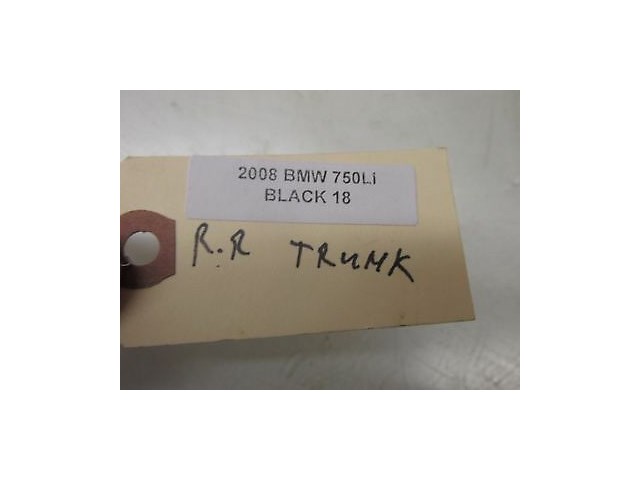 2008 BMW 750Li
BLACK 18
R.R TRUNK